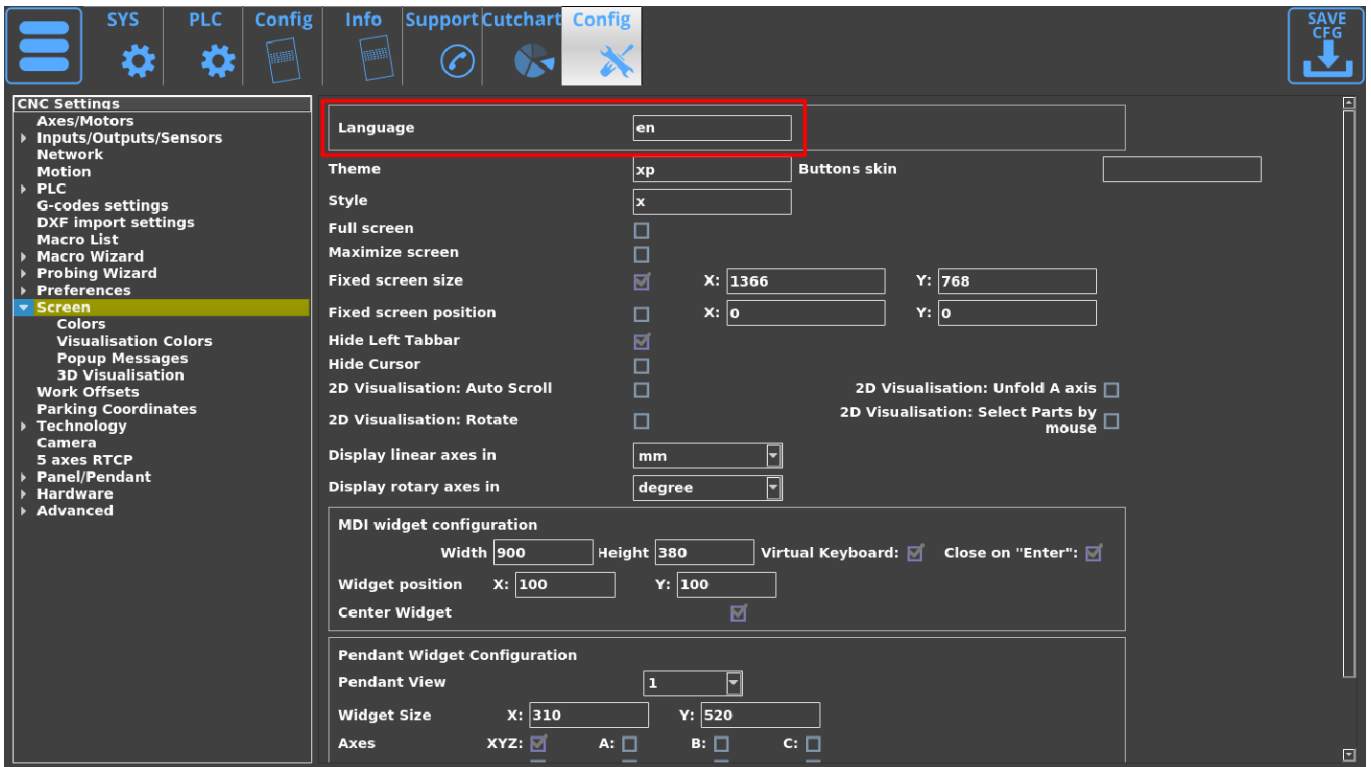 SYS PLC Config Info Support Cutchart Config SAVE CFG
CNC Settings
Axes/Motors
Inputs/Outputs/Sensors
Network
Motion
PLC
G-codes settings
DXF import settings
Macro List
Macro Wizard
Probing Wizard
Preferences
Screen
Colors
Visualisation Colors
Popup Messages
3D Visualisation
Work Offsets
Parking Coordinates
Technology
Camera
5 axes RTCP
Panel/Pendant
Hardware
Advanced
Language en
Theme xp Buttons skin
Style x
Full screen
Maximize screen
Fixed screen size X: 1366 Y: 768
Fixed screen position X: 0 Y: 0
Hide Left Tabbar
Hide Cursor
2D Visualisation: Auto Scroll 2D Visualisation: Unfold A axis
2D Visualisation: Rotate 2D Visualisation: Select Parts by
mouse
Display linear axes in mm
Display rotary axes in degree
MDI widget configuration
Width 900 Height 380 Virtual Keyboard: Close on "Enter":
Widget position X: 100 Y: 100
Center Widget
Pendant Widget Configuration
Pendant View 1
Widget Size X: 310 Y: 520
Axes XYZ: A: B: C: